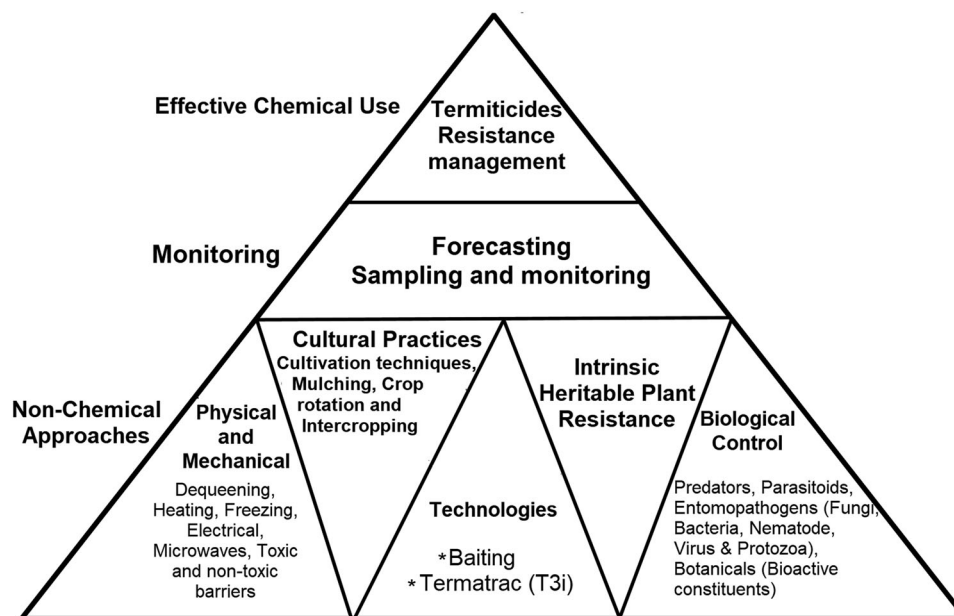 Effective Chemical Use
Termiticides
Resistance
management
Monitoring
Forecasting
Sampling and monitoring
Non-Chemical
Approaches
Physical
and
Mechanical
Dequeening,
Heating, Freezing,
Electrical,
Microwaves, Toxic
and non-toxic
barriers
Cultural Practices
Cultivation techniques,
Mulching, Crop
rotation and
Intercropping
Technologies
*Baiting
*Termatrac (T3i)
Intrinsic
Heritable Plant
Resistance
Biological
Control
Predators, Parasitoids,
Entomopathogens (Fungi,
Bacteria, Nematode,
Virus & Protozoa),
Botanicals (Bioactive
constituents)